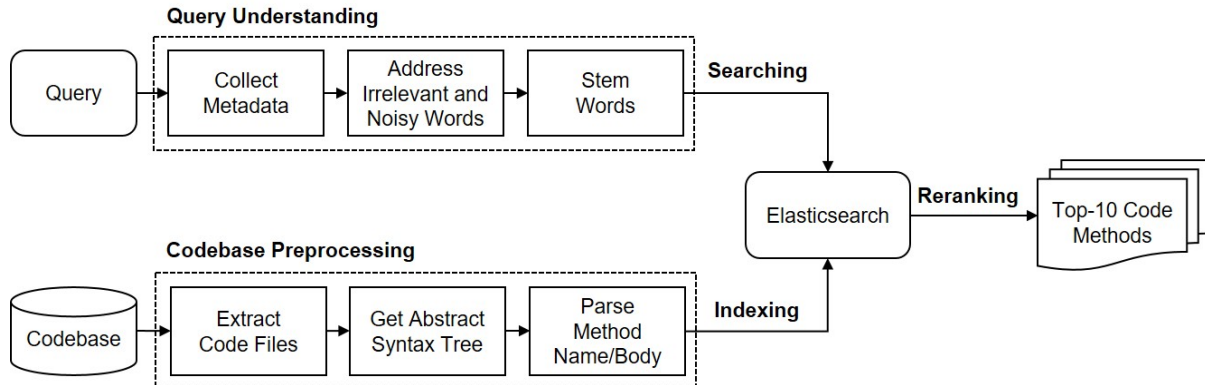 Query Understanding
Query
Collect
Metadata
Address
Irrelevant and
Noisy Words
Stem
Words
Searching
Elasticsearch
Reranking
Top-10 Code
Methods
Codebase Preprocessing
Codebase
Extract
Code Files
Get Abstract
Syntax Tree
Parse
Method
Name/Body
Indexing